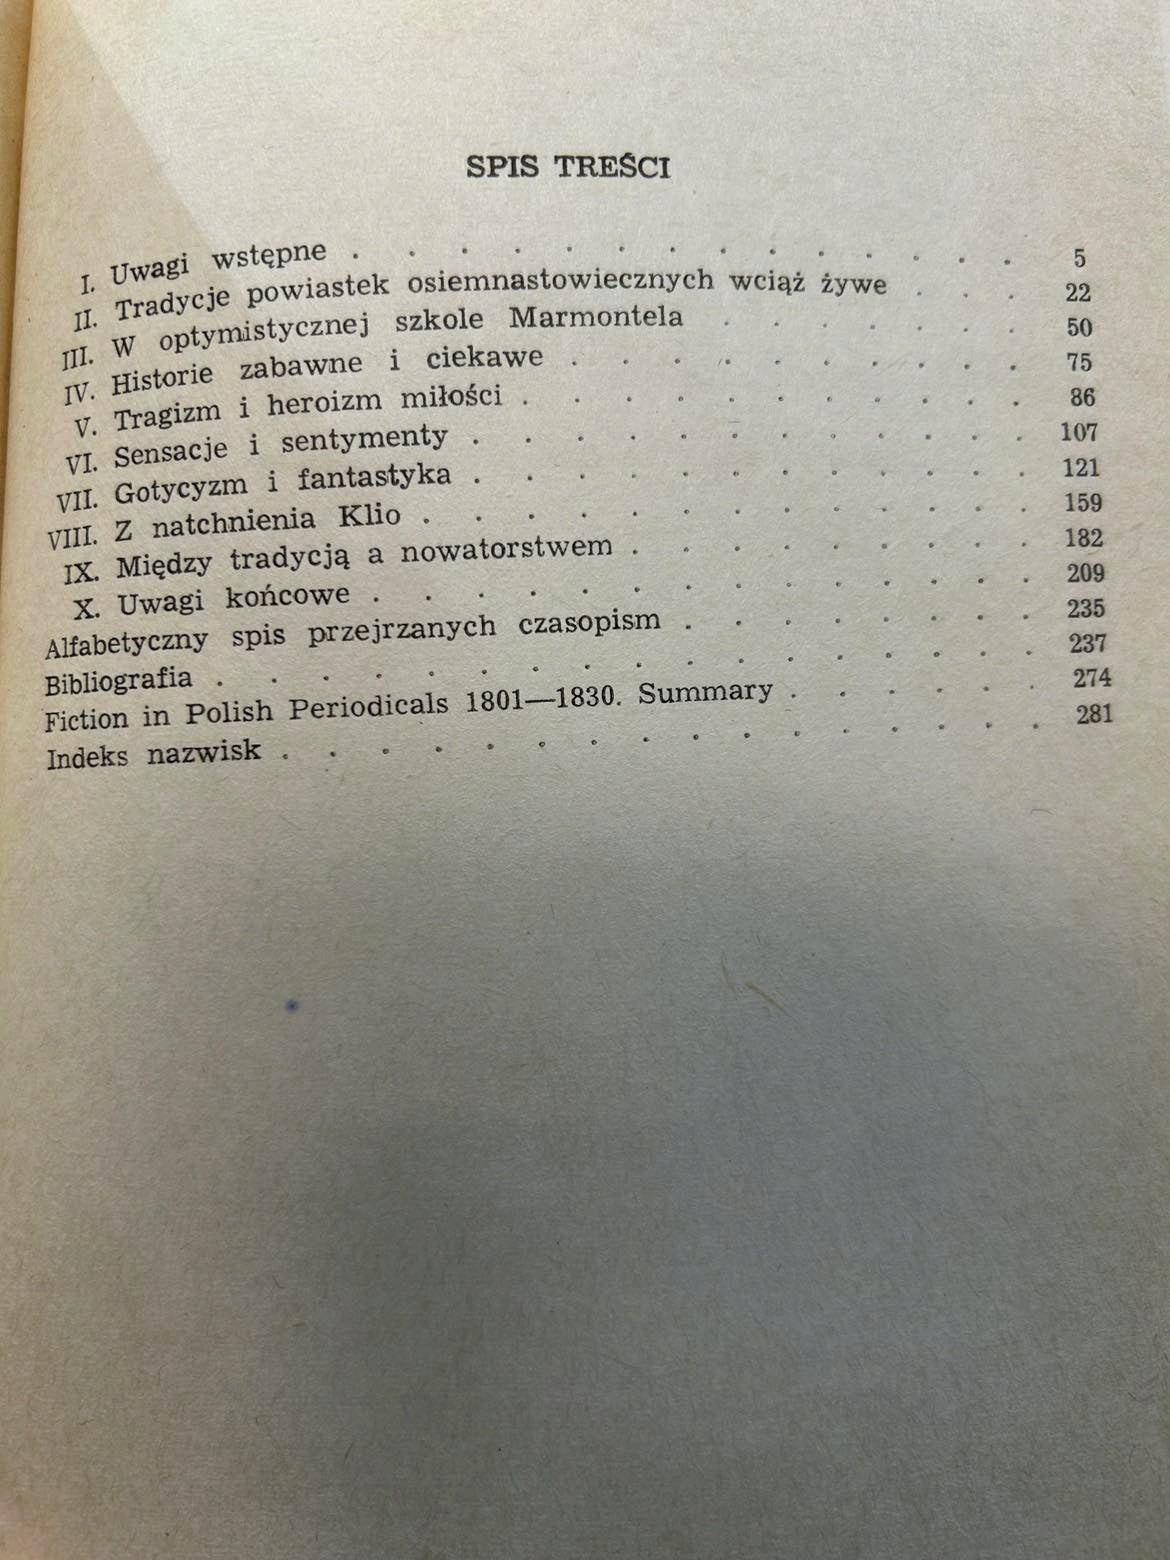 SPIS TREŚCI
I. Uwagi wstępne . . . . . . . . . . . . . 5
II. Tradycje powiastek osiemnastowiecznych wciąż żywe . . . 22
III. W optymistycznej szkole Marmontela . . . . . . . 50
IV. Historie zabawne i ciekawe . . . . . . . . . 75
V. Tragizm i heroizm miłości . . . . . . . . . . 86
VI. Sensacje i sentymenty . . . . . . . . . . . 107
VII. Gotycyzm i fantastyka . . . . . . . . . . . 121
VIII. Z natchnienia Klio . . . . . . . . . . . . 159
IX. Między tradycją a nowatorstwem . . . . . . . . 182
X. Uwagi końcowe . . . . . . . . . . . . . 209
Alfabetyczny spis przejrzanych czasopism . . . . . . . 235
Bibliografia . . . . . . . . . . . . . . . . 237
Fiction in Polish Periodicals 1801—1830. Summary . . . . . 274
Indeks nazwisk . . . . . . . . . . . . . . . 281